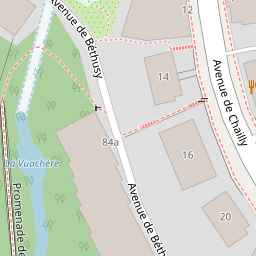 12
Avenue de Béthusy
14
Avenue de Chailly
84a
La Vuachère
16
Promenade de
Avenue de Béth
20